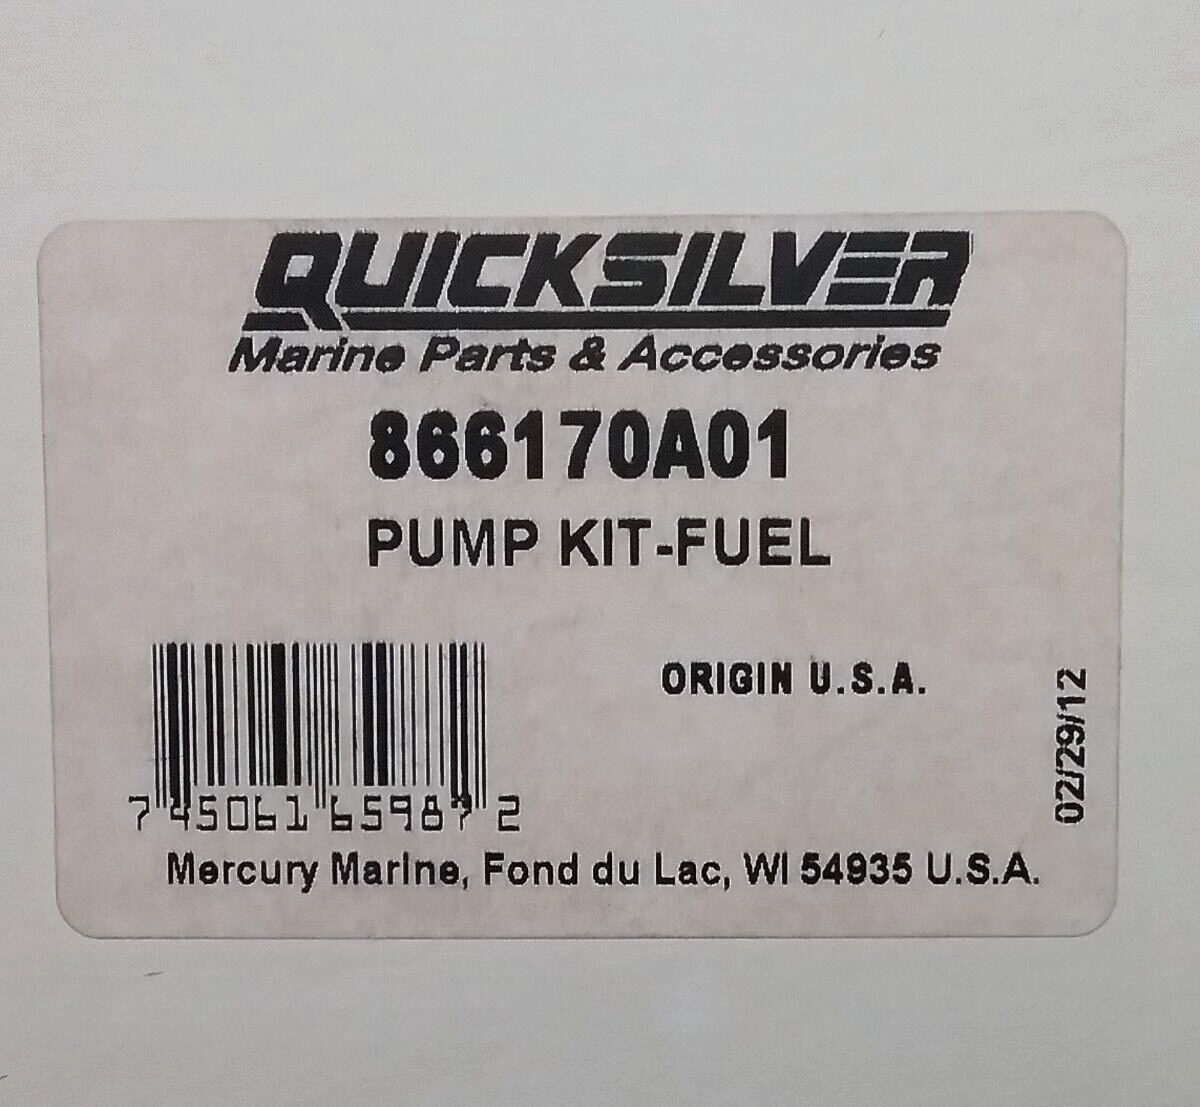 QUICKSILVER
Marine Parts & Accessories
866170A01
PUMP KIT-FUEL
ORIGIN U.S.A.
02/29/12
7 45061 65987 2
Mercury Marine, Fond du Lac, WI 54935 U.S.A.